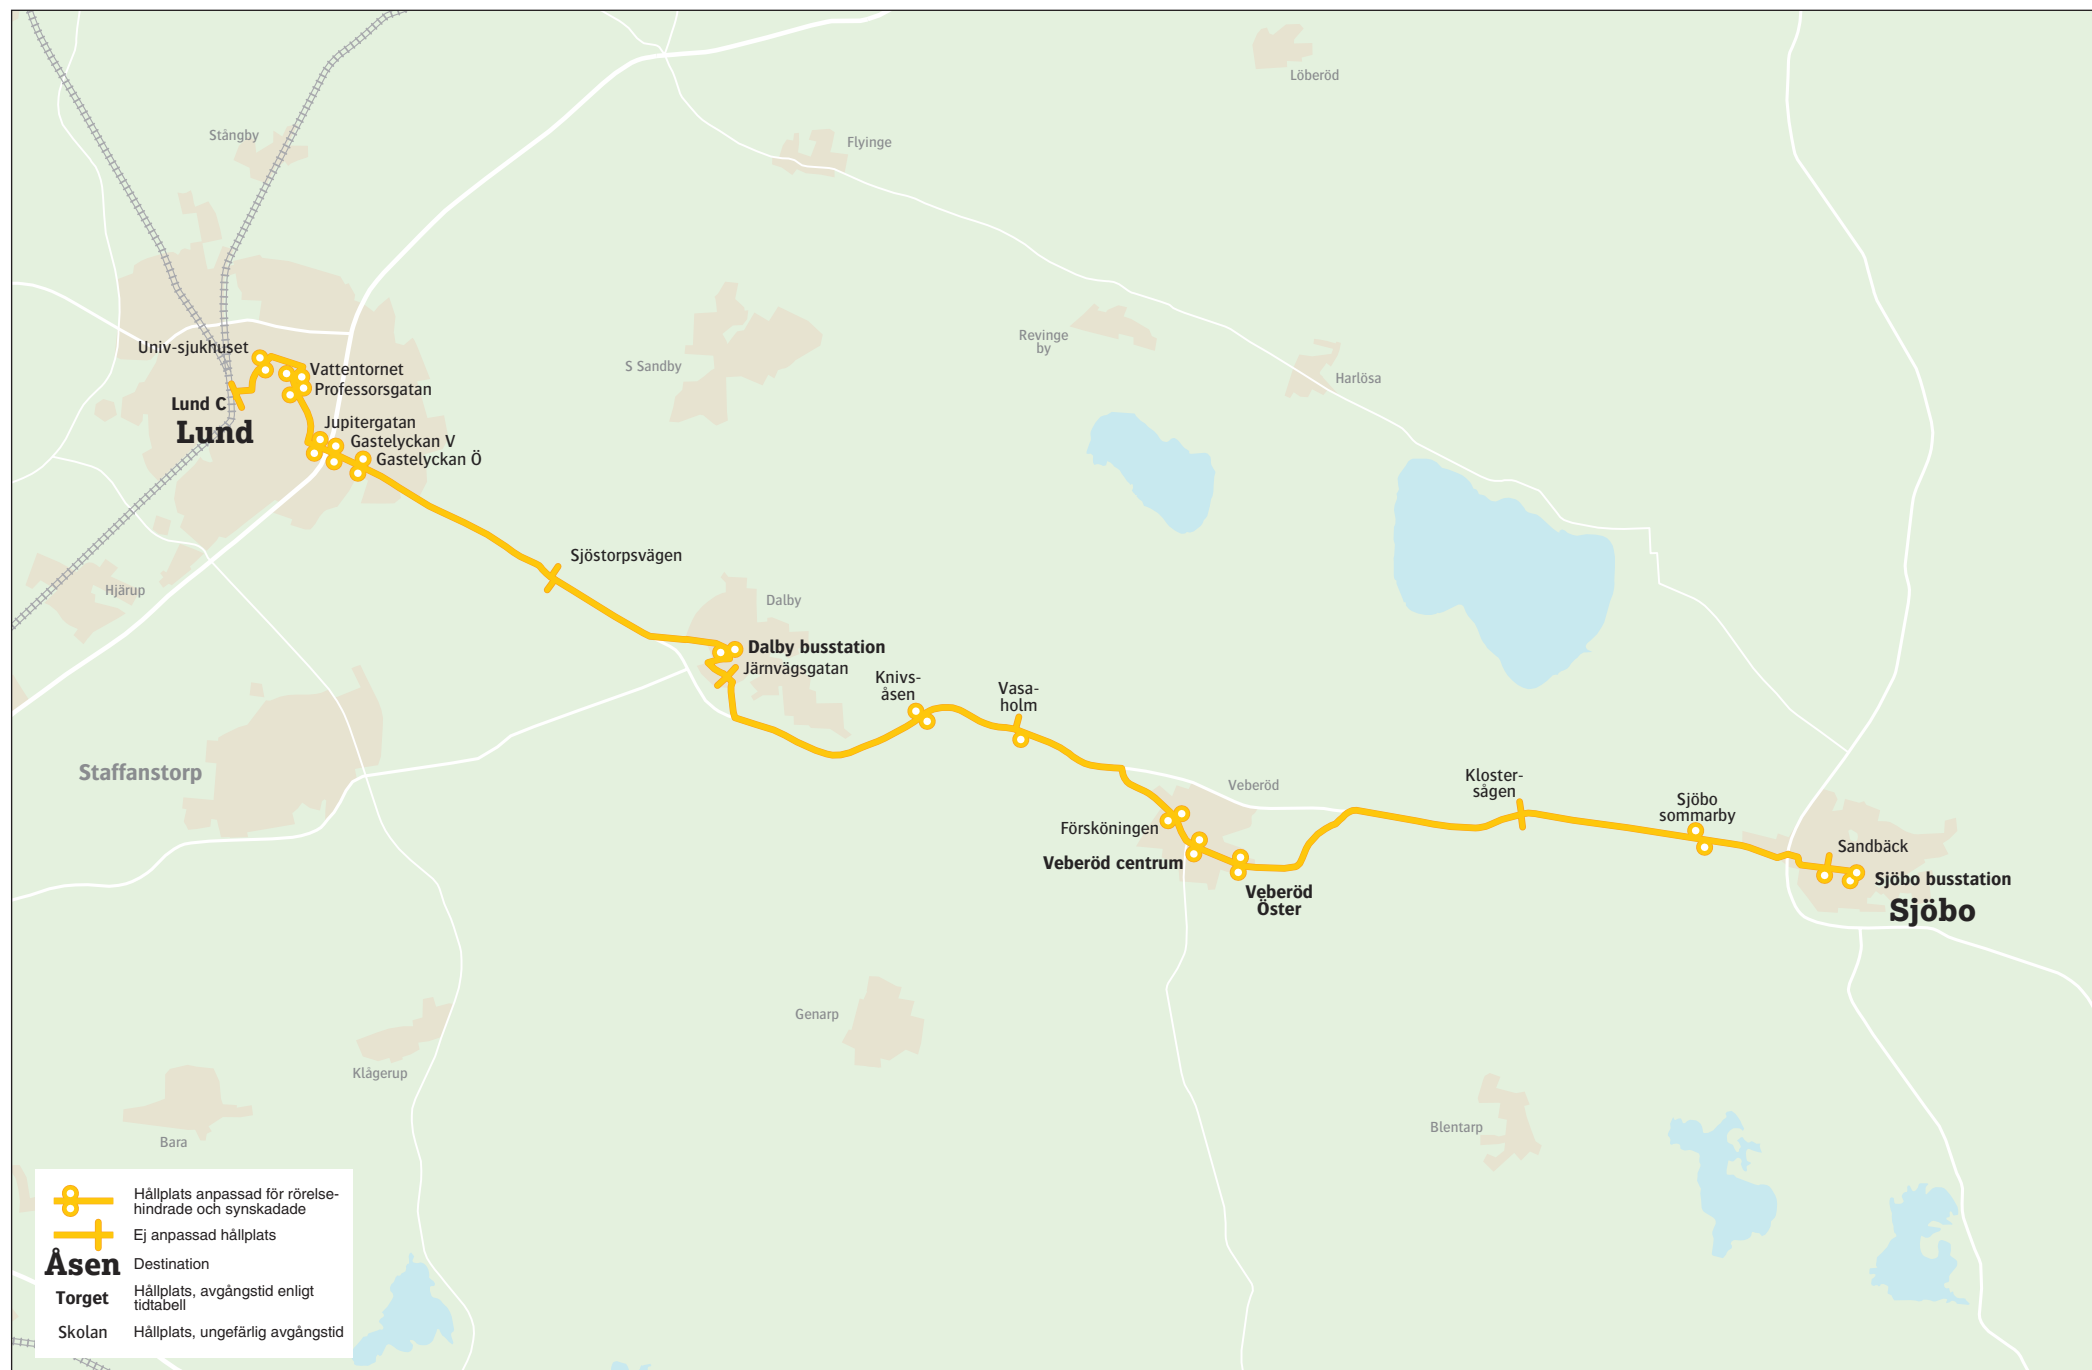 Löberöd
Stångby
Flyinge
Revinge
by
Univ-sjukhuset
Vattentornet
S Sandby
Harlösa
Professorsgatan
Lund C
Lund
Jupitergatan
Gastelyckan V
Gastelyckan Ö
Sjöstorpsvägen
Hjärup
Dalby
Dalby busstation
Järnvägsgatan
Knivs-
åsen
Vasa-
holm
Staffanstorp
Veberöd
Kloster-
sågen
Sjöbo
sommarby
Försköningen
Sandbäck
Veberöd centrum
Sjöbo busstation
Sjöbo
Veberöd
Öster
Genarp
Klågerup
Blentarp
Bara
Hållplats anpassad för rörelse-
hindrade och synskadade
Ej anpassad hållplats
Åsen Destination
Torget Hållplats, avgångstid enligt
tidtabell
Skolan Hållplats, ungefärlig avgångstid